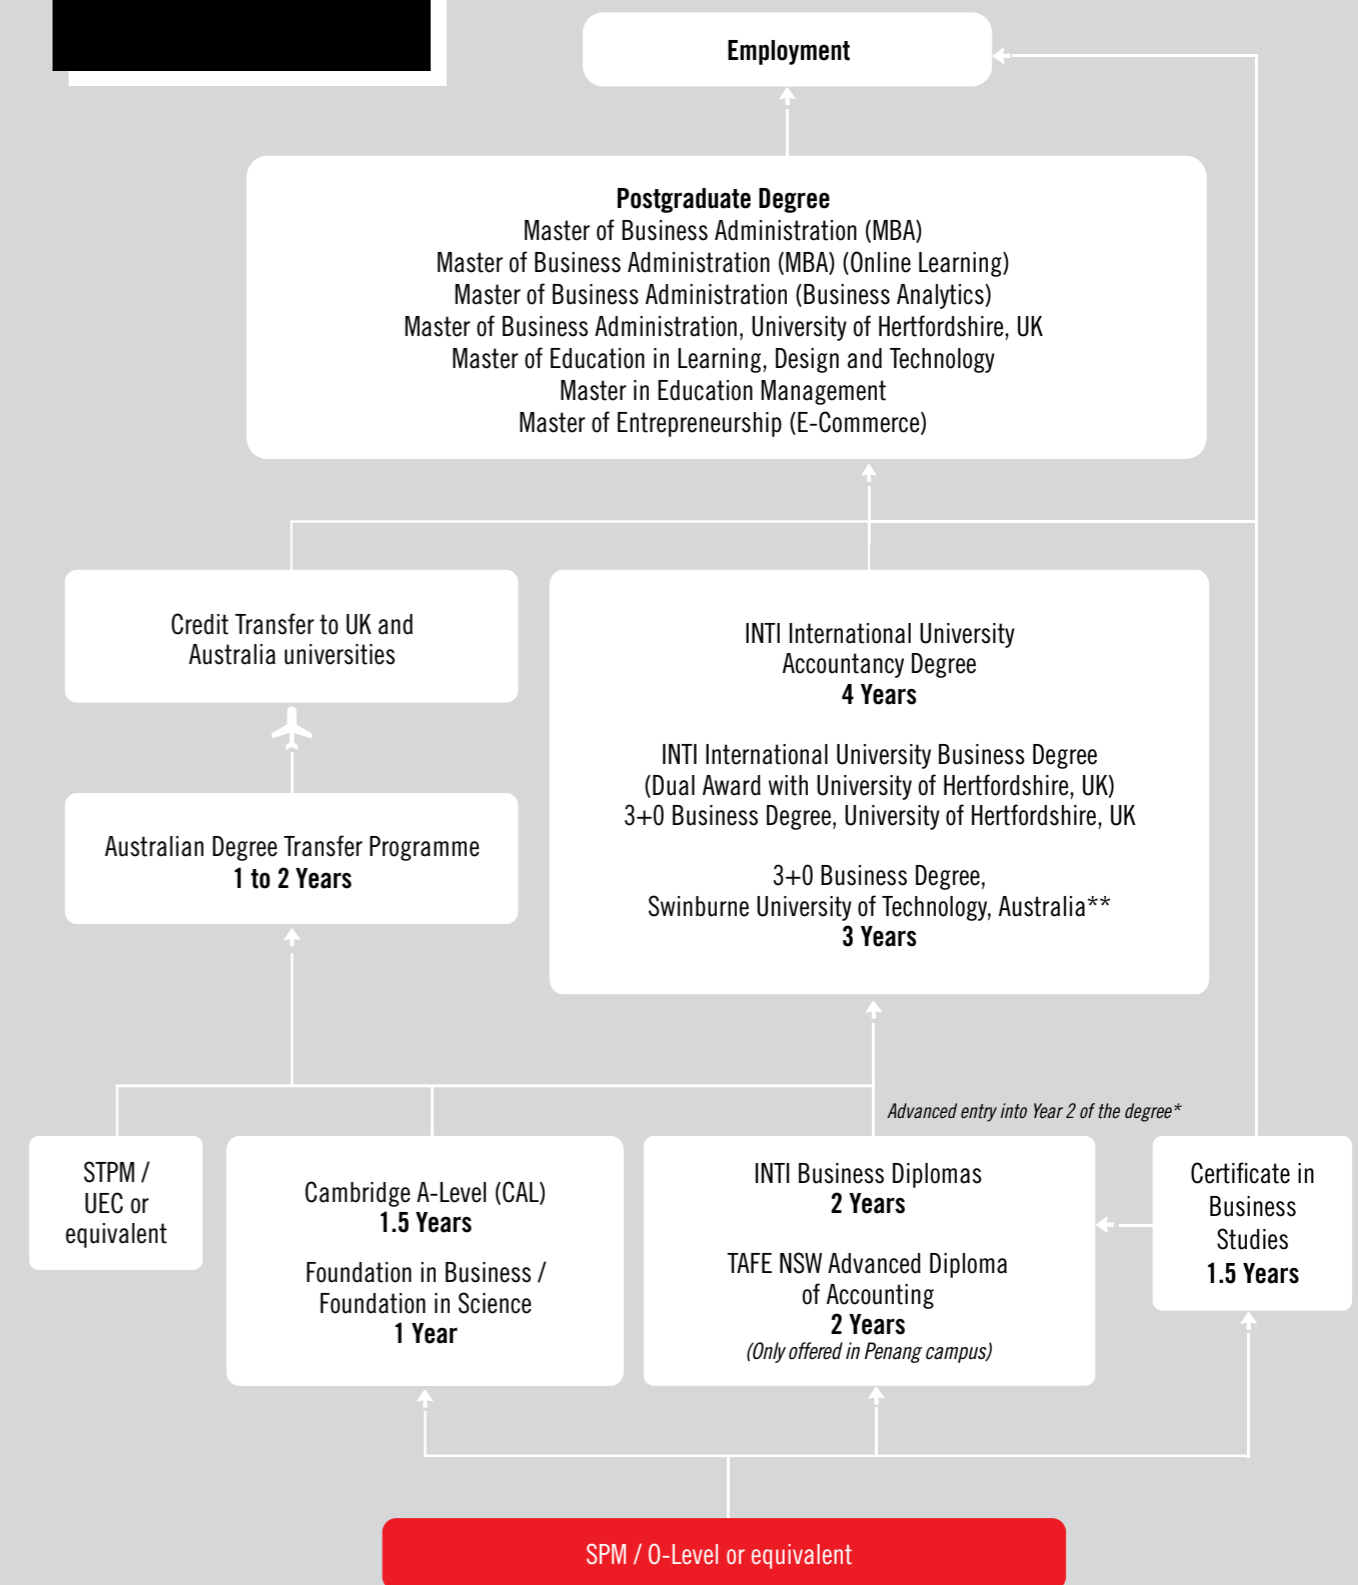 Employment
Postgraduate Degree
Master of Business Administration (MBA)
Master of Business Administration (MBA) (Online Learning)
Master of Business Administration (Business Analytics)
Master of Business Administration, University of Hertfordshire, UK
Master of Education in Learning, Design and Technology
Master in Education Management
Master of Entrepreneurship (E-Commerce)
Credit Transfer to UK and
Australia universities
INTI International University
Accountancy Degree
4 Years
INTI International University Business Degree
(Dual Award with University of Hertfordshire, UK)
3+0 Business Degree, University of Hertfordshire, UK
3+0 Business Degree,
Swinburne University of Technology, Australia**
3 Years
Australian Degree Transfer Programme
1 to 2 Years
Advanced entry into Year 2 of the degree*
STPM /
UEC or
equivalent
Cambridge A-Level (CAL)
1.5 Years
Foundation in Business /
Foundation in Science
1 Year
INTI Business Diplomas
2 Years
TAFE NSW Advanced Diploma
of Accounting
2 Years
(Only offered in Penang campus)
Certificate in
Business
Studies
1.5 Years
SPM / O-Level or equivalent